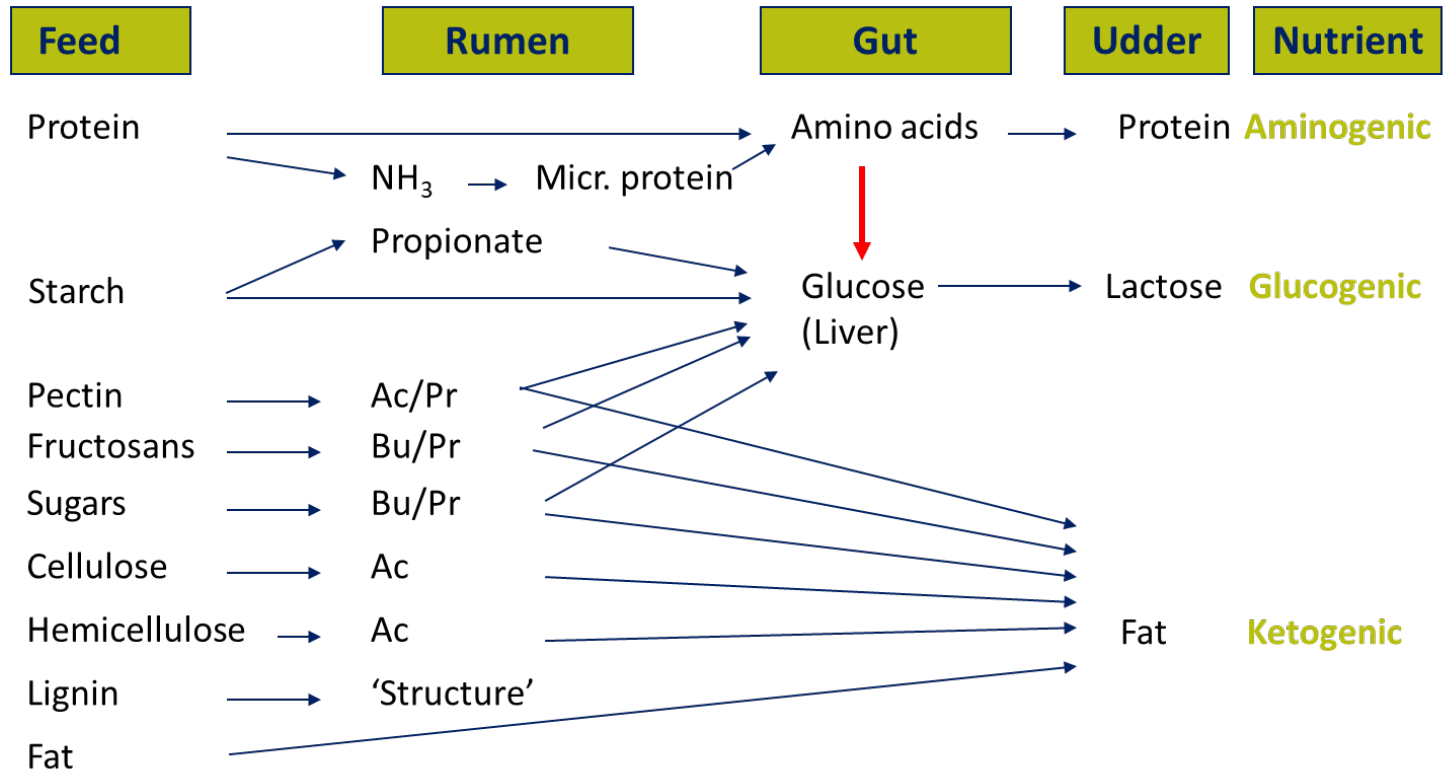 Feed Rumen Gut Udder Nutrient
Protein Amino acids Protein Aminogenic
NH₃ Micr. protein
Propionate
Starch Glucose Lactose Glucogenic
(Liver)
Pectin Ac/Pr
Fructosans Bu/Pr
Sugars Bu/Pr
Cellulose Ac
Hemicellulose Ac Fat Ketogenic
Lignin ‘Structure’
Fat